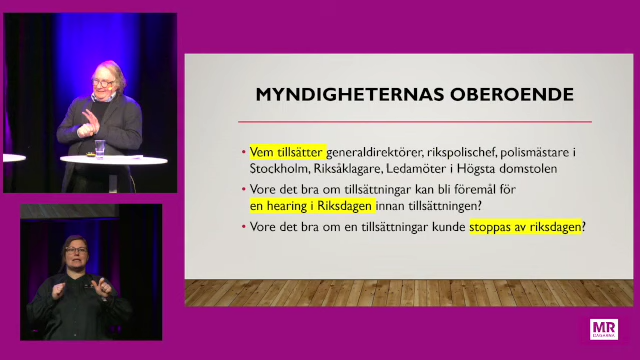 MYNDIGHETERNAS OBEROENDE
• Vem tillsätter generaldirektörer, rikspolischef, polismästare i
Stockholm, Riksåklagare, Ledamöter i Högsta domstolen
• Vore det bra om tillsättningar kan bli föremål för
en hearing i Riksdagen innan tillsättningen?
• Vore det bra om en tillsättningar kunde stoppas av riksdagen?
MR
DAGARNA